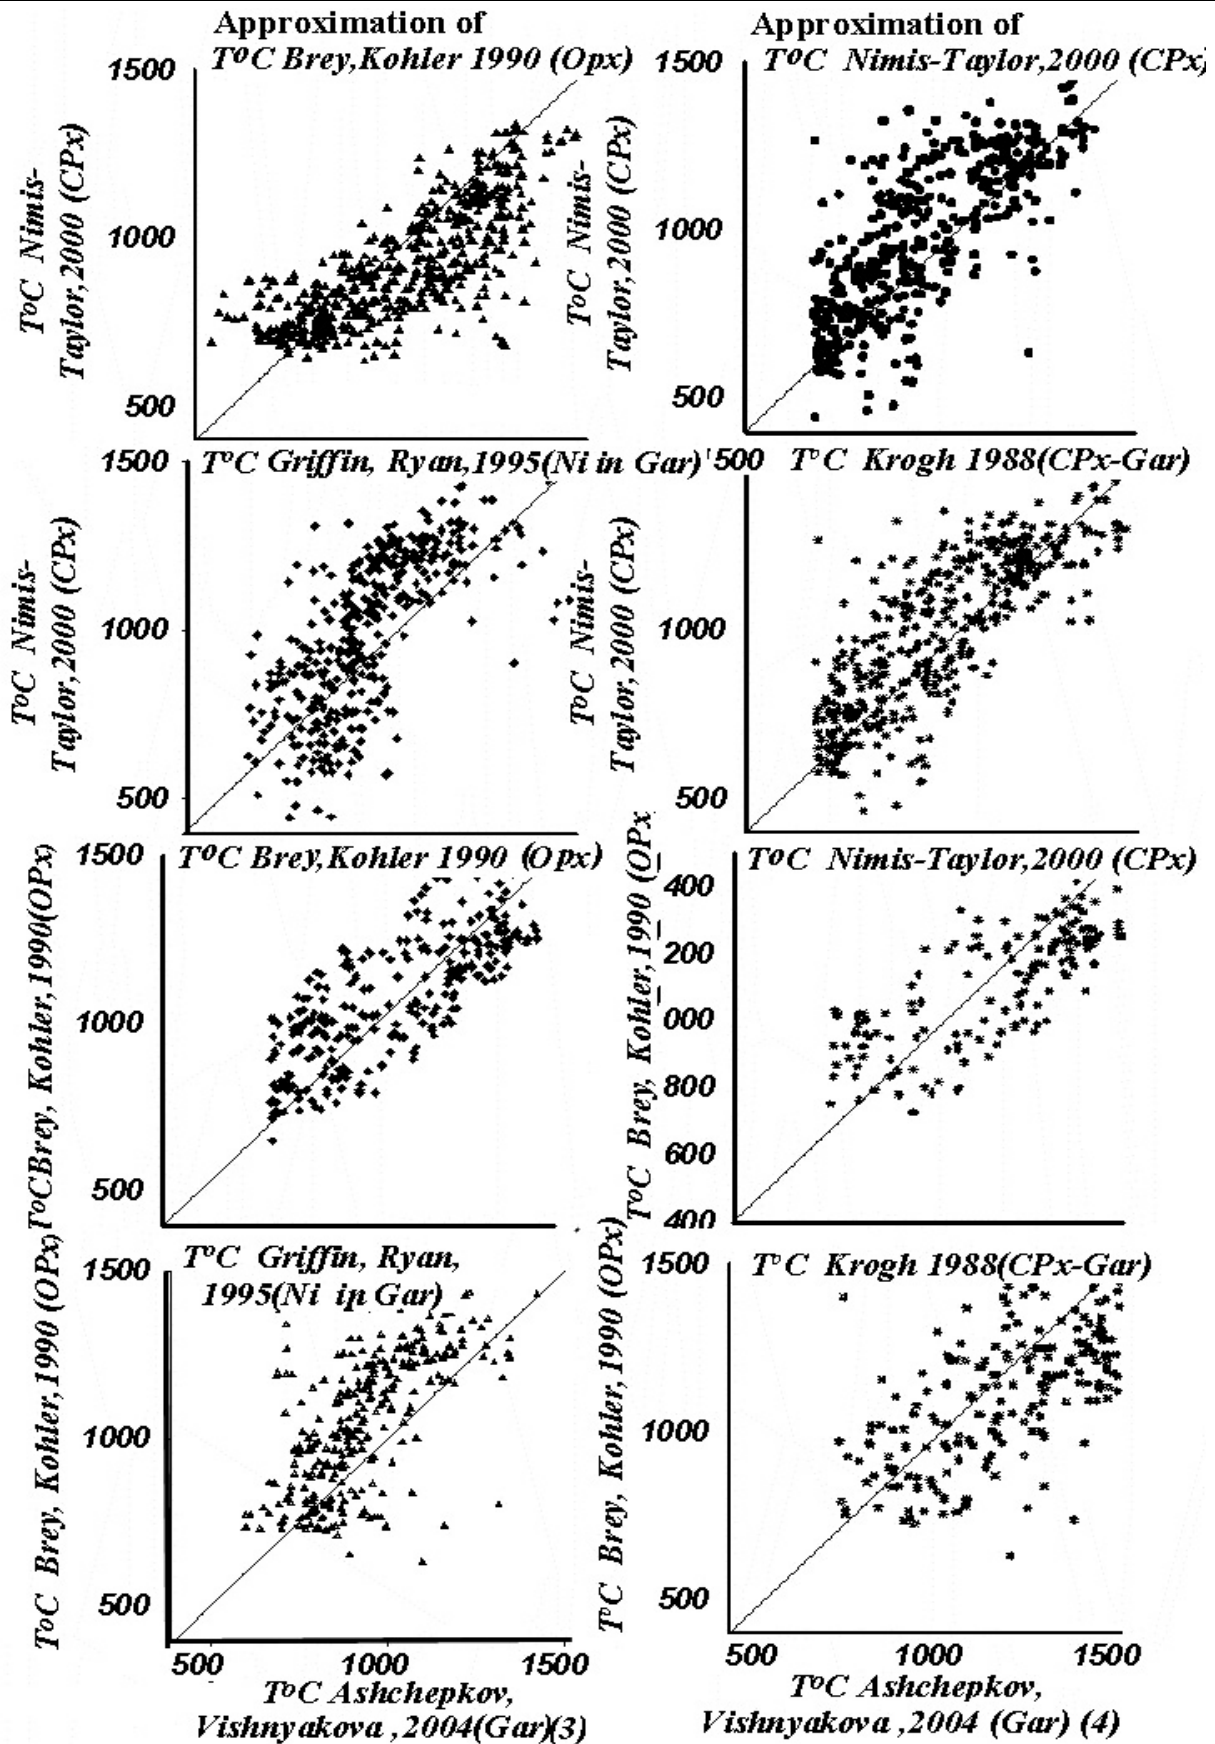 Approximation of
T°C Brey,Kohler 1990 (Opx)
1500
1000
500
T°C Nimis-
Taylor,2000 (CPx)
Approximation of
T°C Nimis-Taylor,2000 (CPx)
1500
1000
500
T°C Nimis-
Taylor,2000 (CPx)
T°C Griffin, Ryan,1995(Ni in Gar)
1500
1000
500
T°C Nimis-
Taylor,2000 (CPx)
T°C Krogh 1988(CPx-Gar)
'500
1000
500
T°C Nimis-
Taylor,2000 (CPx)
T°C Brey,Kohler 1990 (Opx)
1500
1000
500
T°CBrey, Kohler,1990(OPx)
T°C Nimis-Taylor,2000 (CPx)
400
200
000
800
600
400
T°C Brey, Kohler,1990 (OPx
T°C Griffin, Ryan,
1995(Ni in Gar)
1500
1000
500
T°C Brey, Kohler,1990 (OPx)
500 1000 1500
T°C Ashchepkov,
Vishnyakova ,2004(Gar)(3)
T°C Krogh 1988(CPx-Gar)
1500
1000
500
T°C Brey, Kohler,1990 (OPx)
500 1000 1500
T°C Ashchepkov,
Vishnyakova ,2004 (Gar) (4)